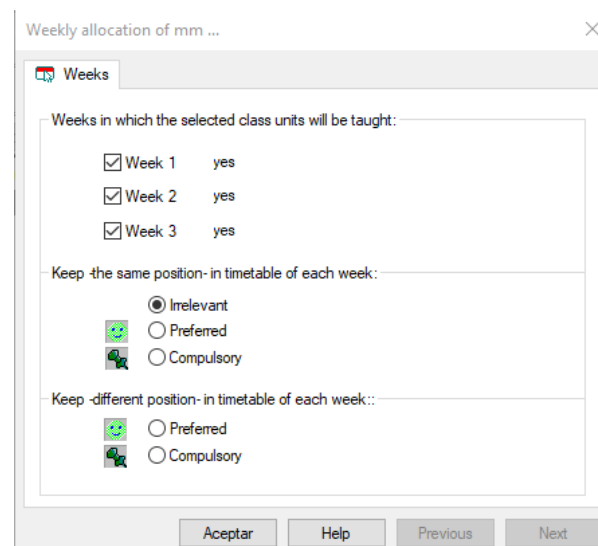 Weekly allocation of mm ...
Weeks
Weeks in which the selected class units will be taught:
Week 1 yes
Week 2 yes
Week 3 yes
Keep -the same position- in timetable of each week:
Irrelevant
Preferred
Compulsory
Keep -different position- in timetable of each week::
Preferred
Compulsory
Aceptar Help Previous Next